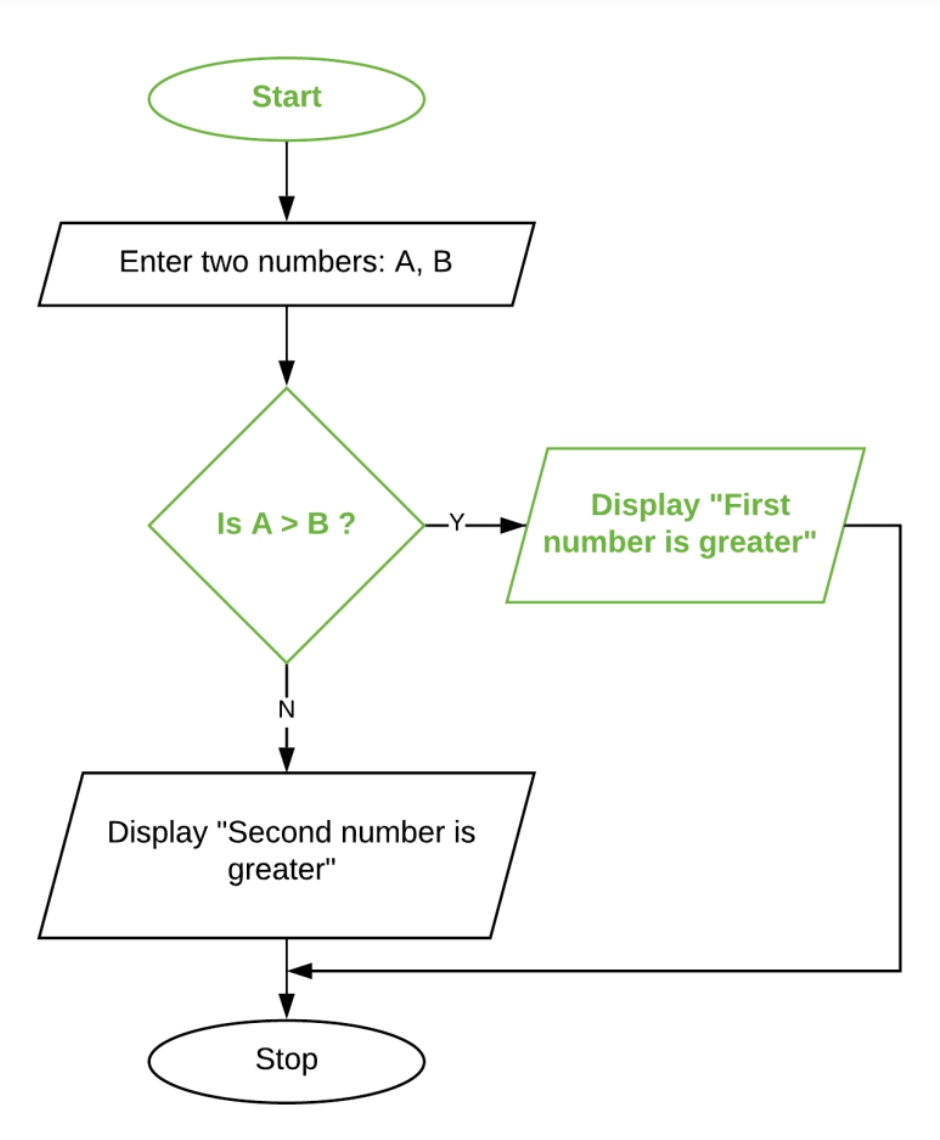 Start
Enter two numbers: A, B
Is A > B ?
Y
Display "First
number is greater"
N
Display "Second number is
greater"
Stop